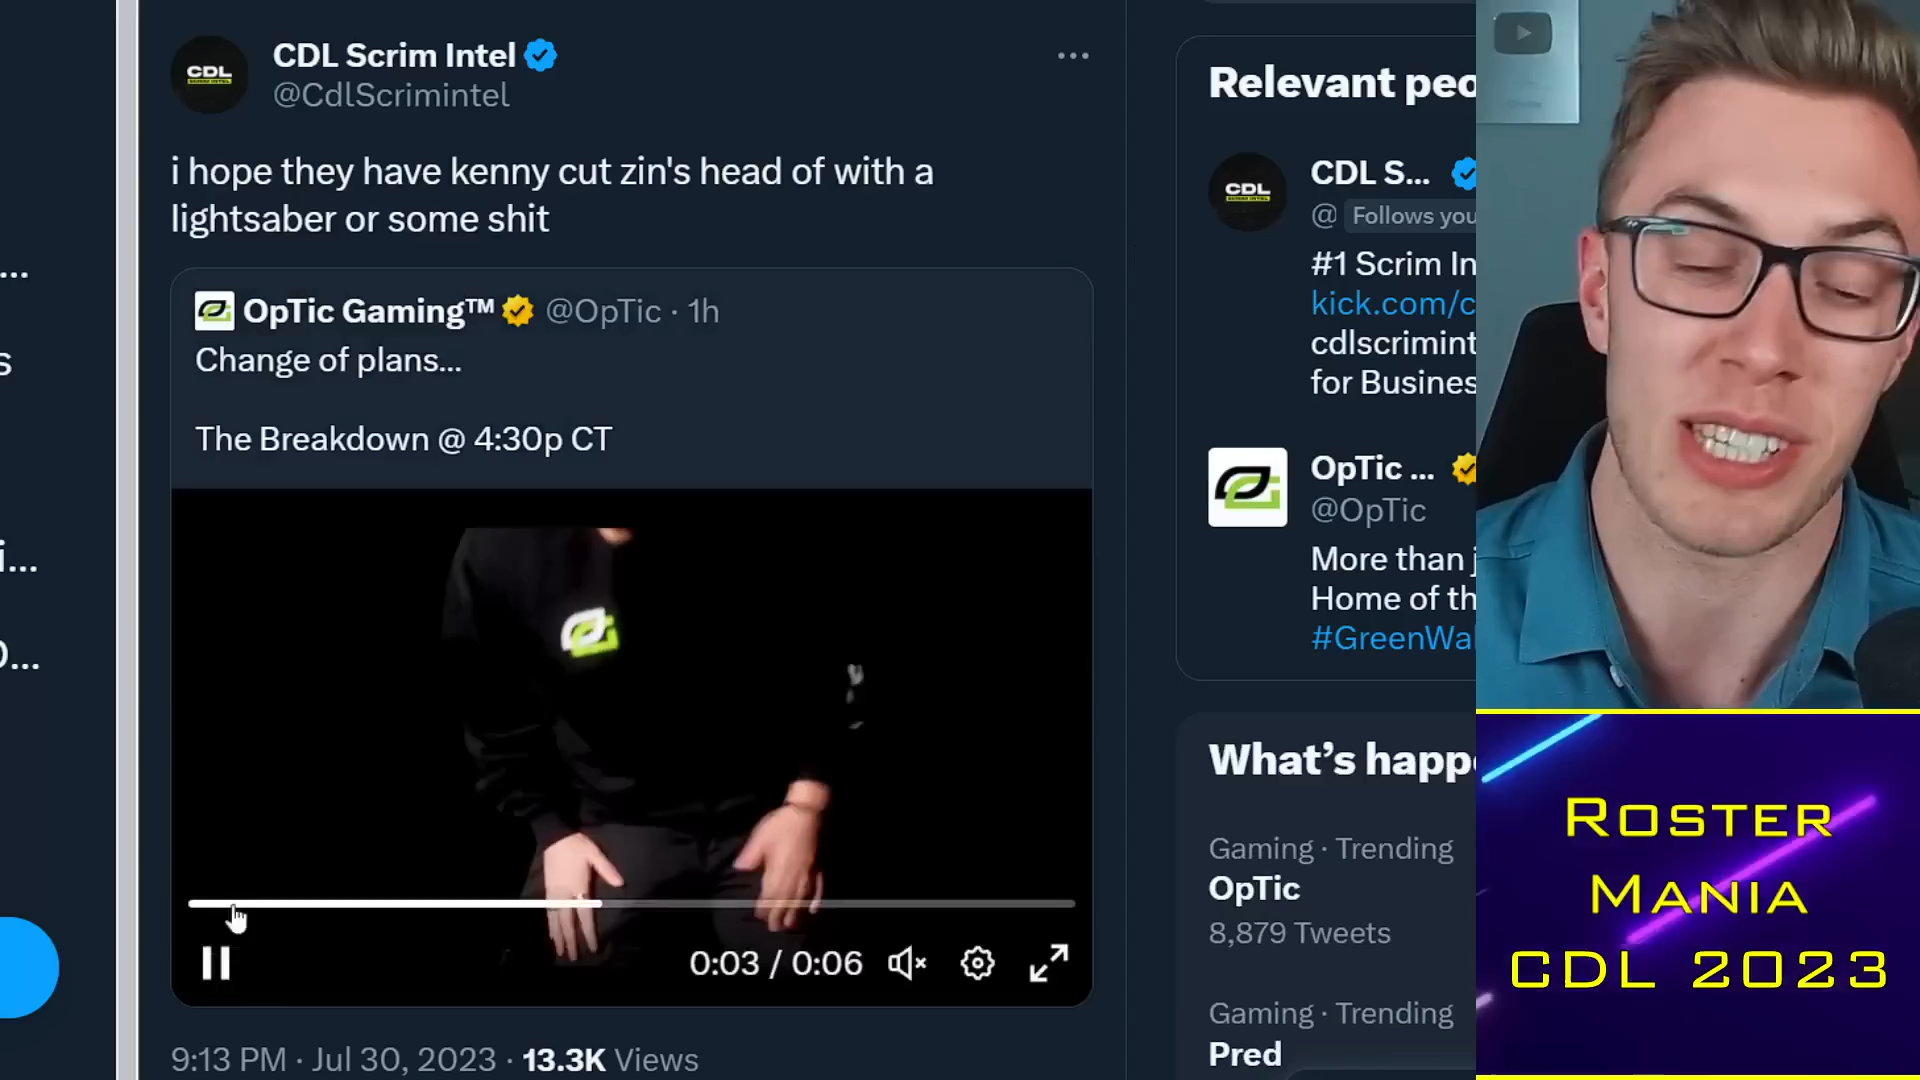 CDL Scrim Intel
@CdlScrimintel
i hope they have kenny cut zin's head of with a
lightsaber or some shit
OpTic Gaming™ @OpTic · 1h
Change of plans...
The Breakdown @ 4:30p CT
0:03 / 0:06
9:13 PM · Jul 30, 2023 · 13.3K Views
Relevant peo
CDL
CDL S...
@ Follows you
#1 Scrim In
kick.com/c
cdlscrimint
for Busines
OpTic ...
@OpTic
More than j
Home of th
#GreenWal
What's happe
Gaming · Trending
OpTic
8,879 Tweets
Gaming · Trending
Pred
ROSTER
MANIA
CDL 2023